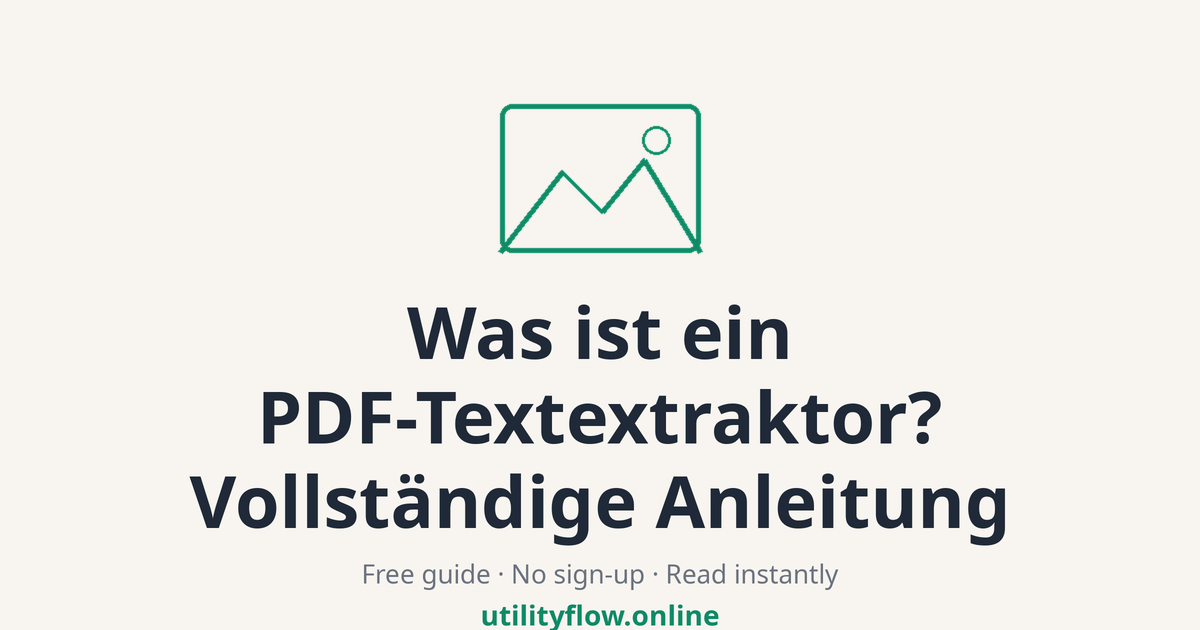 Was ist ein
PDF-Textextraktor?
Vollständige Anleitung
Free guide · No sign-up · Read instantly
utilityflow.online